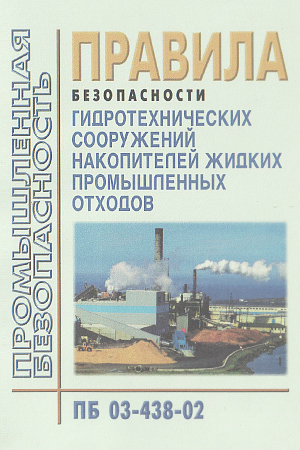 ПРОМЫШЛЕННАЯ
БЕЗОПАСНОСТЬ
ПРАВИЛА
БЕЗОПАСНОСТИ
ГИДРОТЕХНИЧЕСКИХ
СООРУЖЕНИЙ
НАКОПИТЕЛЕЙ ЖИДКИХ
ПРОМЫШЛЕННЫХ
ОТХОДОВ
ПБ 03-438-02